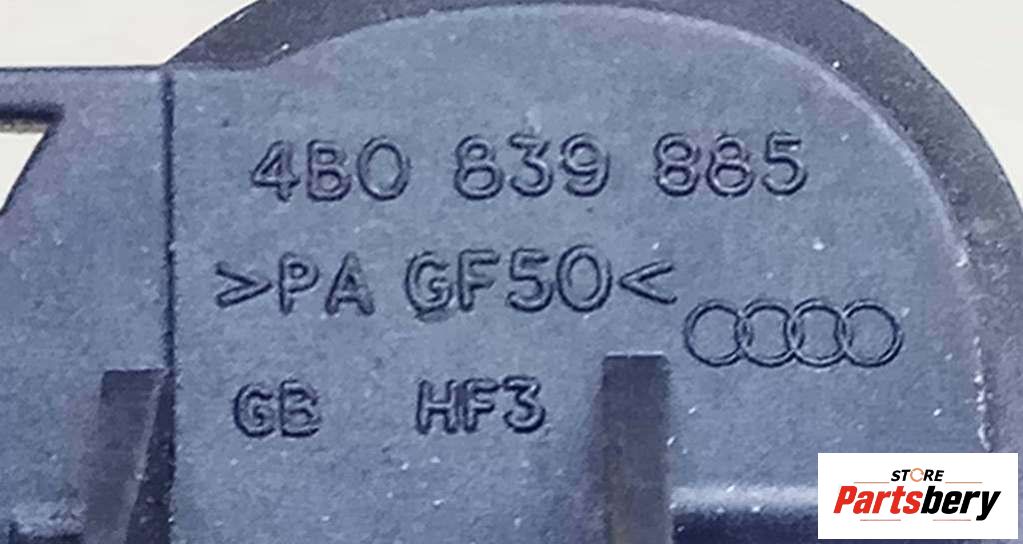 4B0 839 885
>PA GF50<
GB HF3
STORE
Partsbery